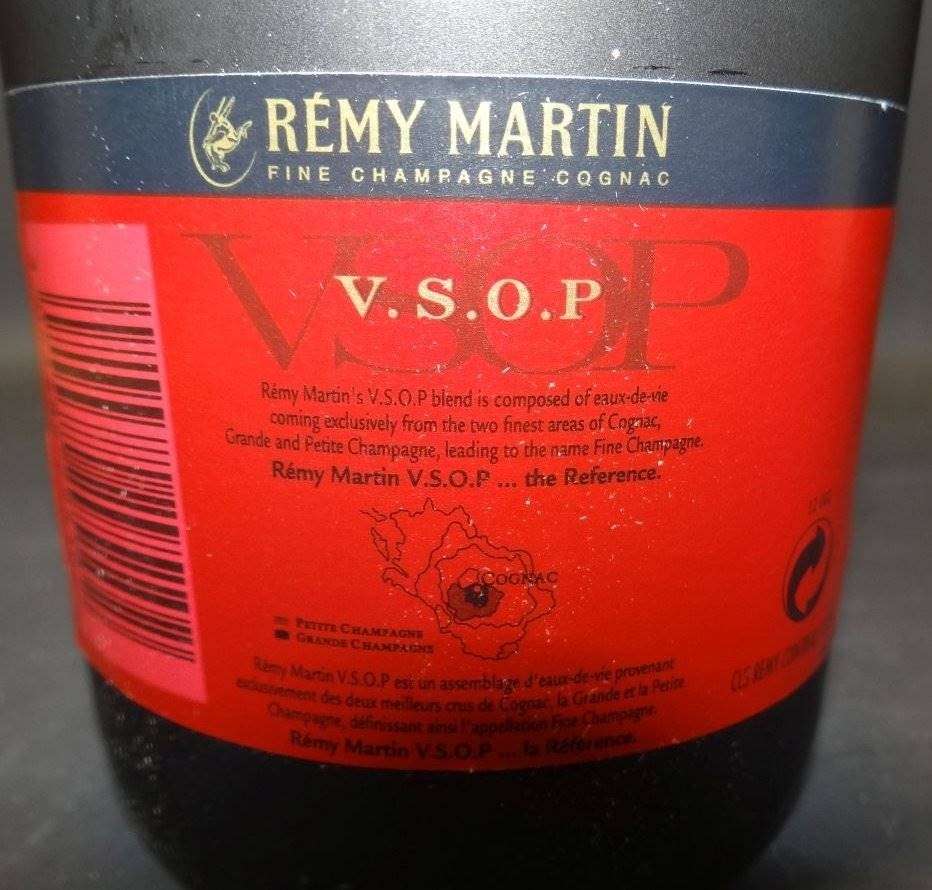 RÉMY MARTIN
FINE CHAMPAGNE COGNAC
VSOP
V.S.O.P
Rémy Martin's V.S.O.P blend is composed of eaux-de-vie
coming exclusively from the two finest areas of Cognac,
Grande and Petite Champagne, leading to the name Fine Champagne.
Rémy Martin V.S.O.P ... the Reference.
COGNAC
PETITE CHAMPAGNE
GRANDE CHAMPAGNE
Rémy Martin V.S.O.P est un assemblage d'eaux-de-vie provenant
exclusivement des deux meilleurs crus de Cognac, la Grande et la Petite
Champagne, définissant ainsi l'appellation Fine Champagne.
Rémy Martin V.S.O.P ... la Référence.
CLS RÉMY